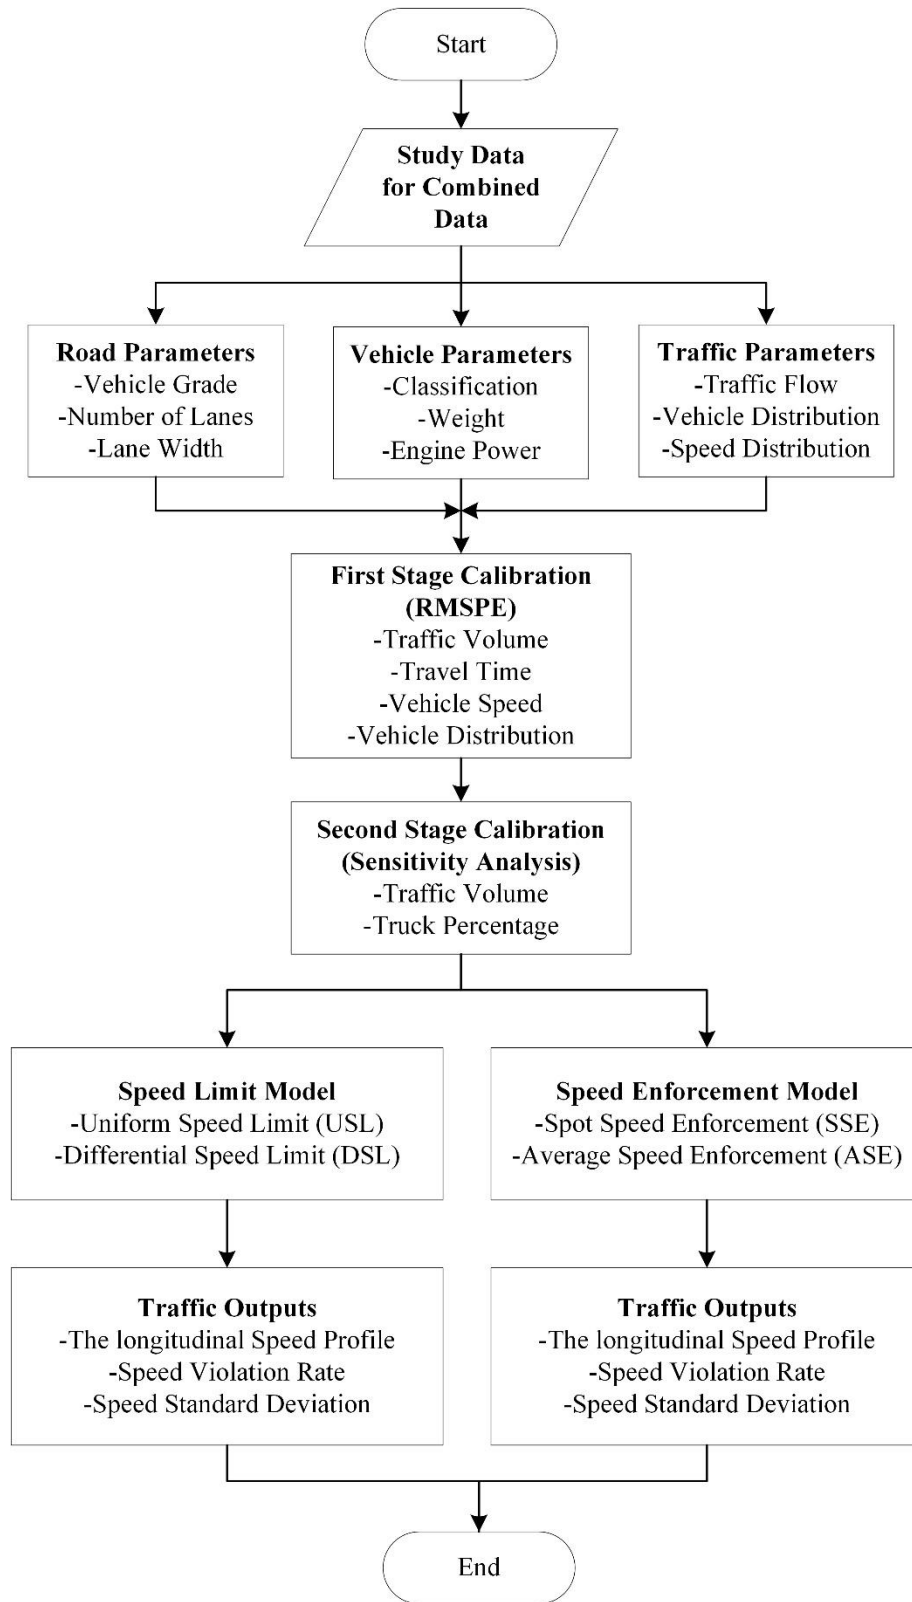 Start
Study Data
for Combined
Data
Road Parameters
-Vehicle Grade
-Number of Lanes
-Lane Width
Vehicle Parameters
-Classification
-Weight
-Engine Power
Traffic Parameters
-Traffic Flow
-Vehicle Distribution
-Speed Distribution
First Stage Calibration
(RMSPE)
-Traffic Volume
-Travel Time
-Vehicle Speed
-Vehicle Distribution
Second Stage Calibration
(Sensitivity Analysis)
-Traffic Volume
-Truck Percentage
Speed Limit Model
-Uniform Speed Limit (USL)
-Differential Speed Limit (DSL)
Speed Enforcement Model
-Spot Speed Enforcement (SSE)
-Average Speed Enforcement (ASE)
Traffic Outputs
-The longitudinal Speed Profile
-Speed Violation Rate
-Speed Standard Deviation
Traffic Outputs
-The longitudinal Speed Profile
-Speed Violation Rate
-Speed Standard Deviation
End